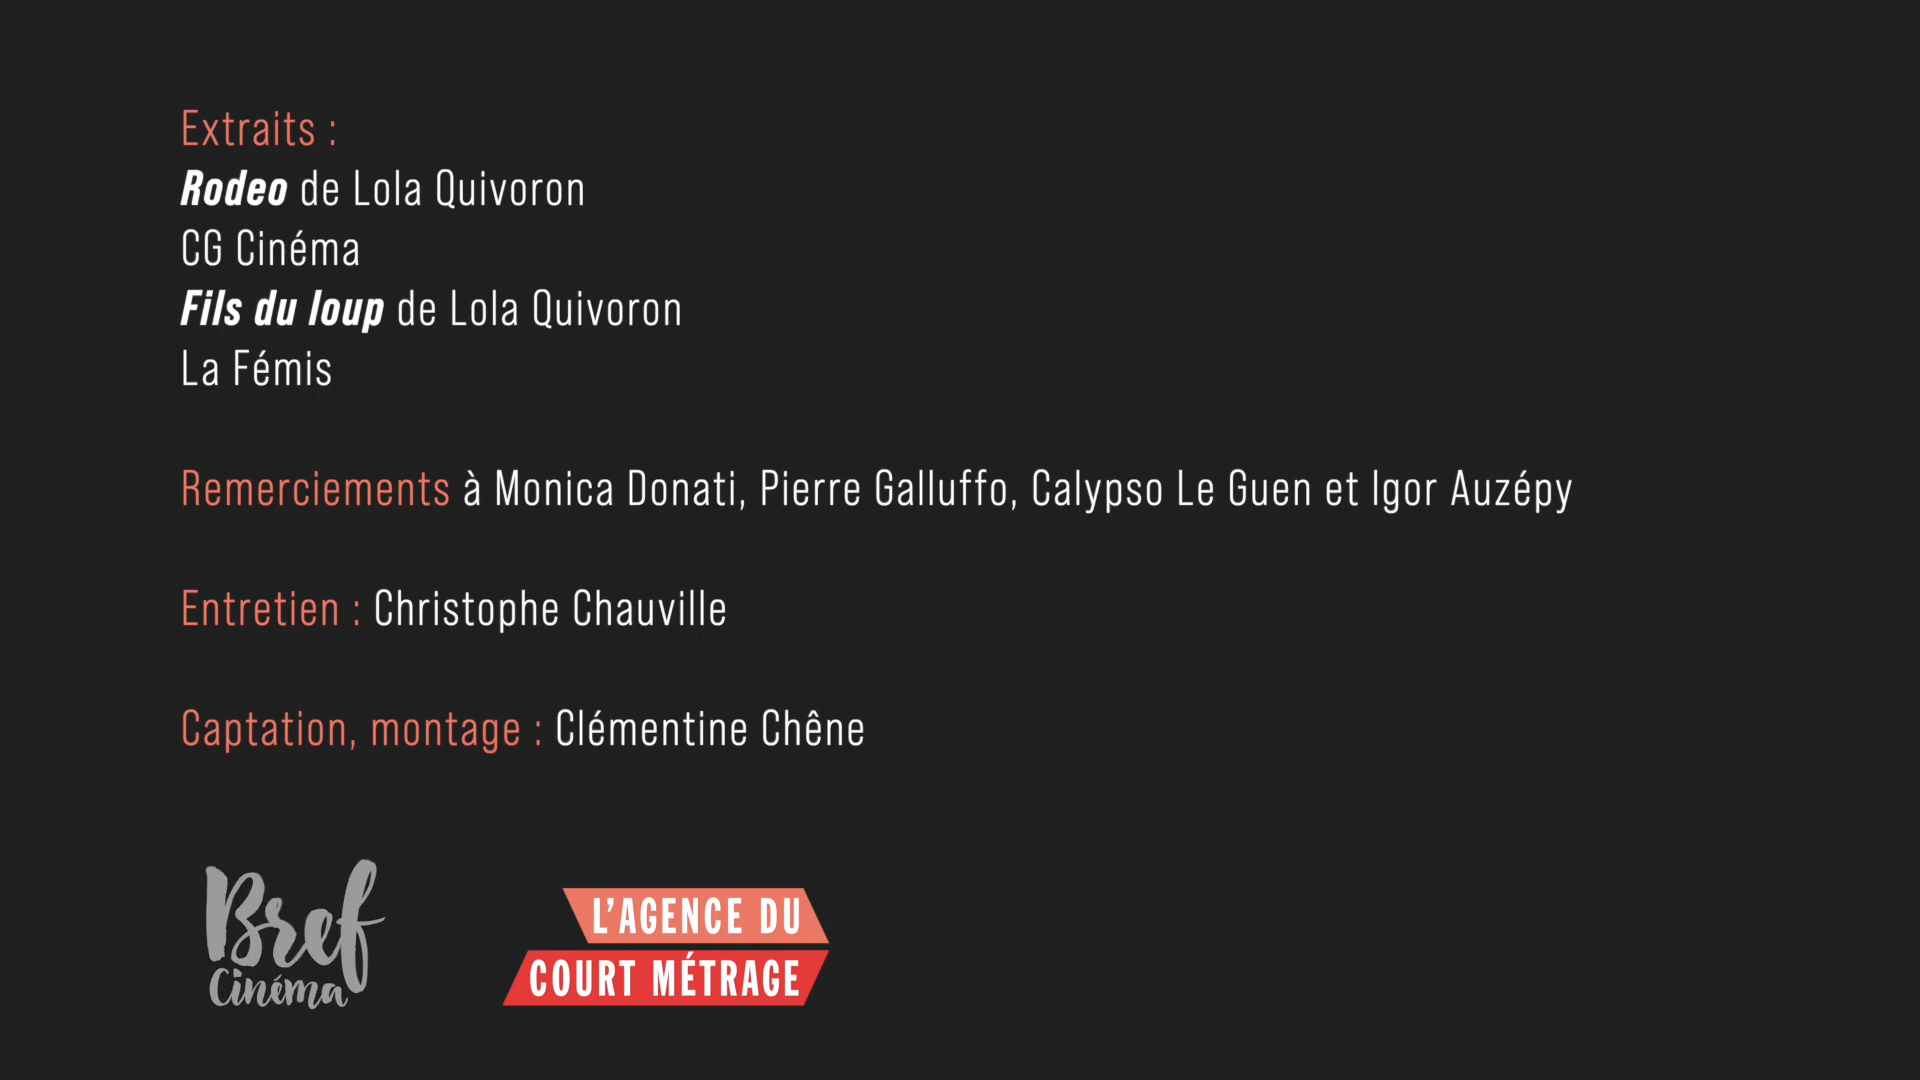 Extraits :
Rodeo de Lola Quivoron
CG Cinéma
Fils du loup de Lola Quivoron
La Fémis
Remerciements à Monica Donati, Pierre Galluffo, Calypso Le Guen et Igor Auzépy
Entretien : Christophe Chauville
Captation, montage : Clémentine Chêne
Bref
Cinéma
L’AGENCE DU
COURT MÉTRAGE